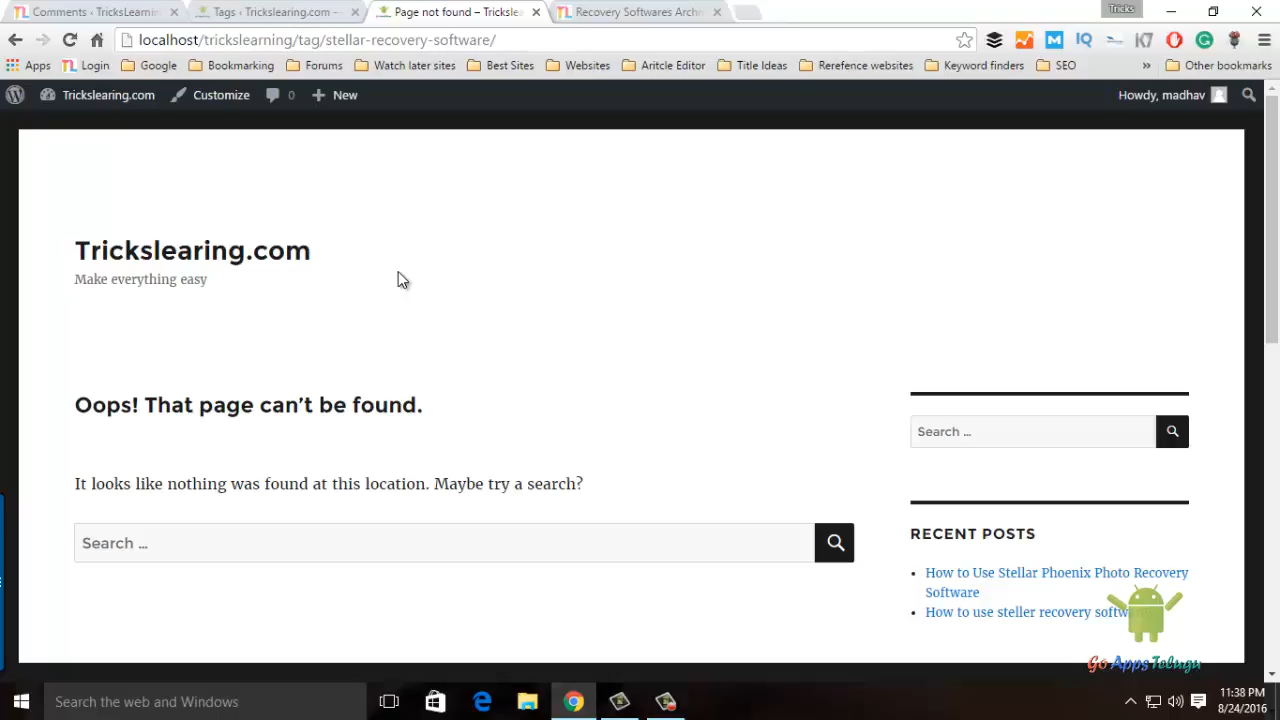 Comments ‹ TricksLearnin
Tags ‹ Trickslearing.com —
Page not found – Tricksle
Recovery Softwares Arch
Tricks
localhost/trickslearning/tag/stellar-recovery-software/
Apps
Login
Google
Bookmarking
Forums
Watch later sites
Best Sites
Websites
Aritcle Editor
Title Ideas
Rerefence websites
Keyword finders
SEO
»
Other bookmarks
Trickslearing.com
Customize
0
New
Howdy, madhav
Trickslearing.com
Make everything easy
Oops! That page can’t be found.
It looks like nothing was found at this location. Maybe try a search?
Search …
Search …
RECENT POSTS
How to Use Stellar Phoenix Photo Recovery
Software
How to use steller recovery
Go Apps Telugu
Search the web and Windows
11:38 PM
8/24/2016